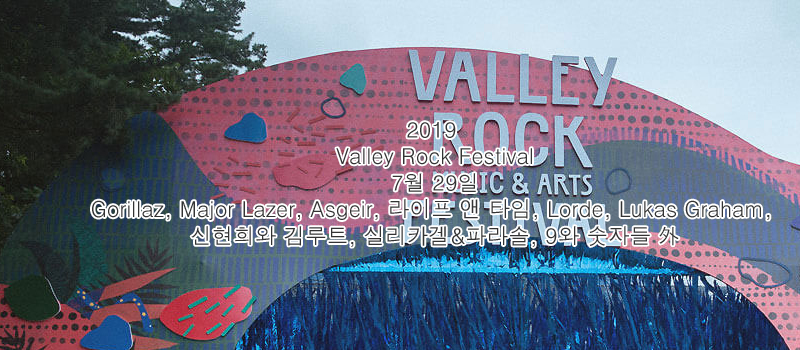 VALLEY
ROCK
MUSIC & ARTS
FESTIVAL
2019
Valley Rock Festival
7월 29일
Gorillaz, Major Lazer, Asgeir, 라이프 앤 타임, Lorde, Lukas Graham,
신현희와 김루트, 실리카겔&파라솔, 9와 숫자들 外